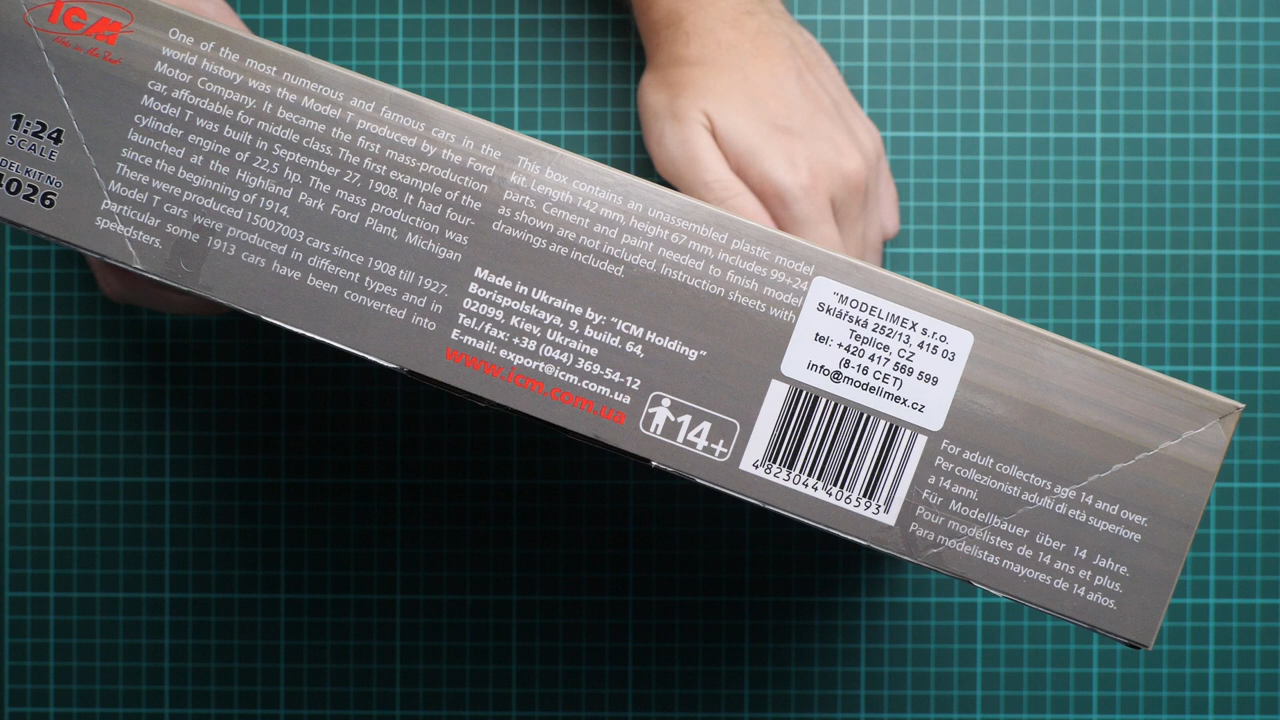 ICM
1:24
SCALE
KIT No
4026
One of the most numerous and famous cars in the
world history was the Model T produced by the Ford
Motor Company. It became the first mass-production
car, affordable for middle class. The first example of the
Model T was built in September 27, 1908. It had four-
cylinder engine of 22,5 hp. The mass production was
launched at the Highland Park Ford Plant, Michigan
since the beginning of 1914.
There were produced 15007003 cars since 1908 till 1927.
Model T cars were produced in different types and in
particular some 1913 cars have been converted into
speedsters.
This box contains an unassembled plastic model
kit. Length 142 mm, height 67 mm, includes 99+24
parts. Cement and paint needed to finish model
as shown are not included. Instruction sheets with
drawings are included.
Made in Ukraine by: "ICM Holding"
Borispolskaya, 9, build. 64,
02099, Kiev, Ukraine
Tel./fax: +38 (044) 369-54-12
E-mail: export@icm.com.ua
www.icm.com.ua
14+
"MODELIMEX s.r.o.
Sklářská 252/13, 415 03
Teplice, CZ
tel: +420 417 569 599
(8-16 CET)
info@modelimex.cz
4 823044 406593
For adult collectors age 14 and over.
Per collezionisti adulti di età superiore
a 14 anni.
Für Modellbauer über 14 Jahre.
Pour modélistes de 14 ans et plus.
Para modelistas mayores de 14 años.